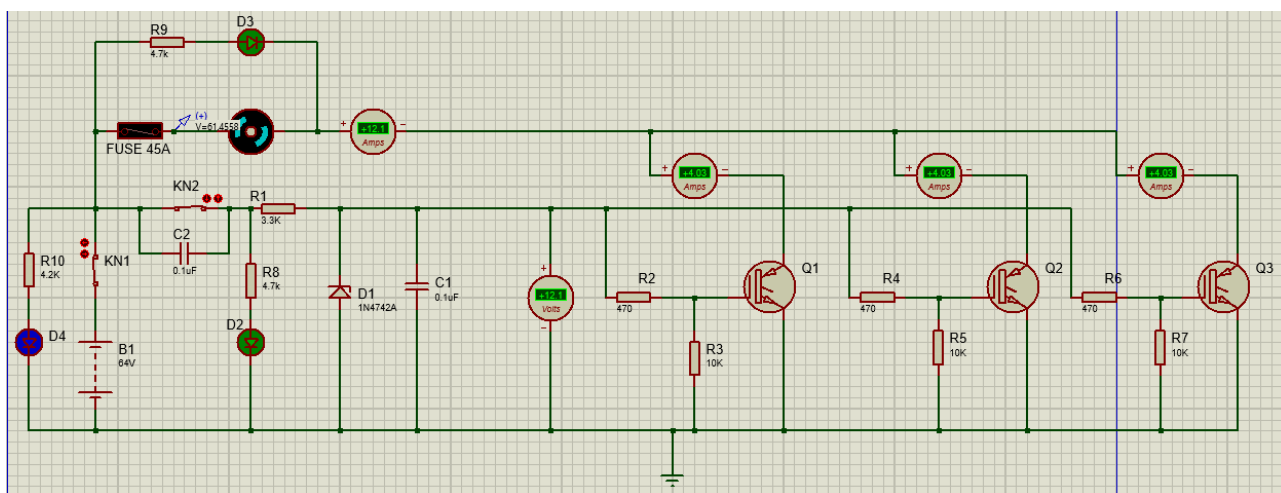 R9
4.7k
D3
(+)
V=61.4558
FUSE 45A
+
+12.1
Amps
−
KN2
C2
0.1uF
R1
3.3K
R10
4.2K
KN1
R8
4.7k
D1
1N4742A
C1
0.1uF
D4
B1
64V
D2
+
+12.1
Volts
−
R2
470
R3
10K
+
+4.03
Amps
−
Q1
R4
470
R5
10K
+
+4.03
Amps
−
Q2
R6
470
R7
10K
+
+4.03
Amps
−
Q3